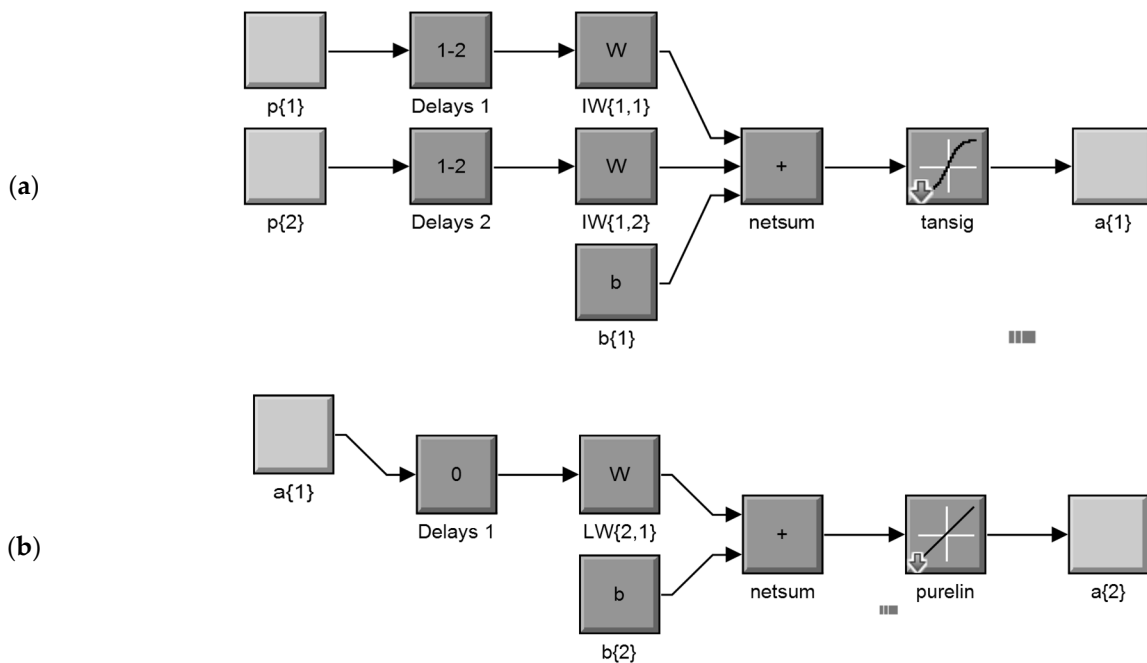 1-2 W
p{1} Delays 1 IW{1,1}
(a) 1-2 W +
p{2} Delays 2 IW{1,2} netsum tansig a{1}
b
b{1}
a{1}
0 W
Delays 1 LW{2,1}
(b) +
b netsum purelin a{2}
b{2}